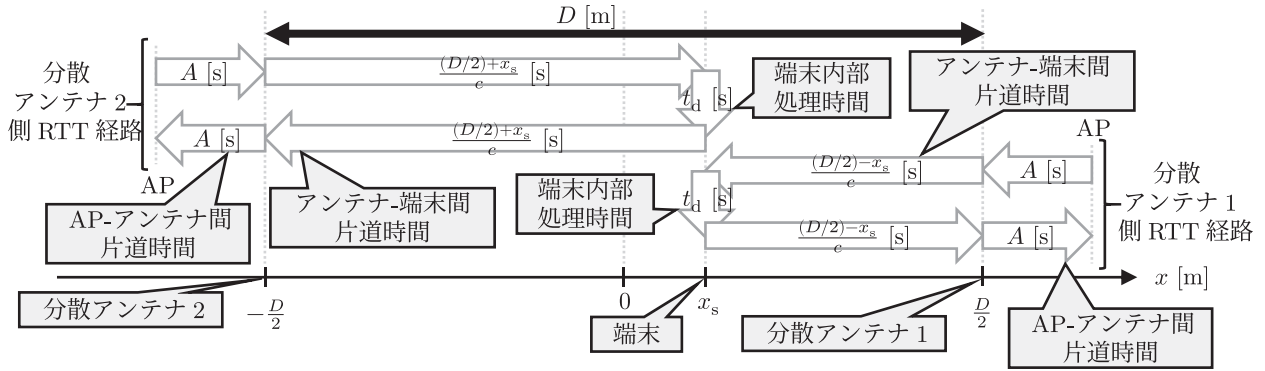 D [m]
分散
アンテナ2
側 RTT 経路
A [s]
(D/2)+x_s/c [s]
t_d [s]
端末内部
処理時間
アンテナ-端末間
片道時間
A [s]
(D/2)+x_s/c [s]
AP
AP
(D/2)−x_s/c [s]
A [s]
分散
アンテナ1
側 RTT 経路
AP-アンテナ間
片道時間
アンテナ-端末間
片道時間
端末内部
処理時間
t_d [s]
(D/2)−x_s/c [s]
A [s]
x [m]
分散アンテナ2
−D/2
0
x_s
端末
分散アンテナ1
D/2
AP-アンテナ間
片道時間